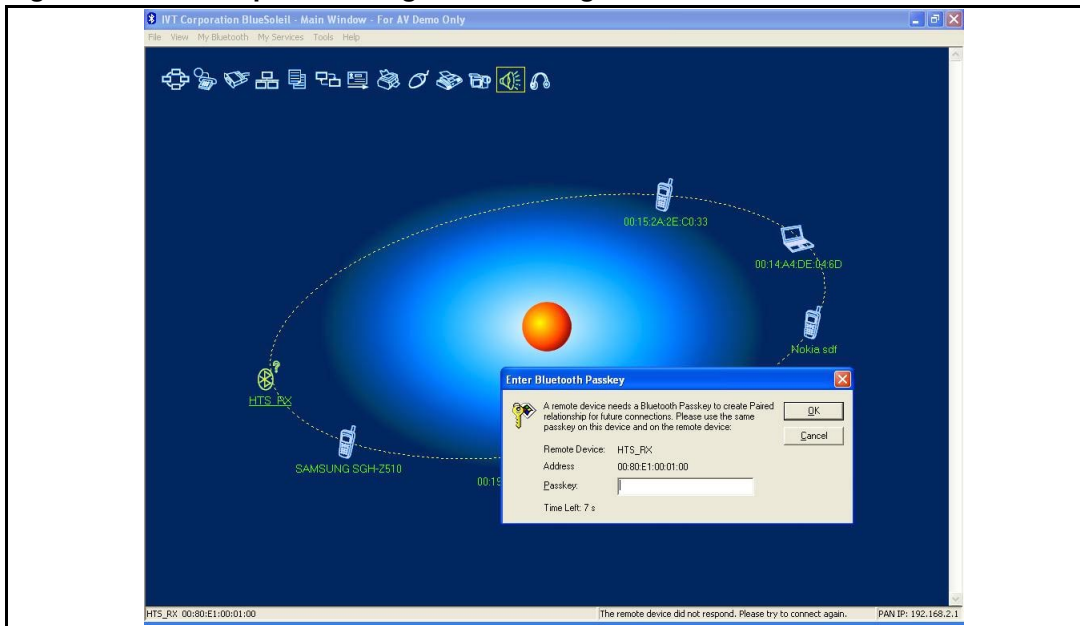 IVT Corporation BlueSoleil - Main Window - For AV Demo Only
File View My Bluetooth My Services Tools Help
00:15:2A:2E:C0:33
00:14:A4:DE:04:6D
Nokia sdf
HTS_RX
SAMSUNG SGH-Z510
Enter Bluetooth Passkey
A remote device needs a Bluetooth Passkey to create Paired
relationship for future connections. Please use the same
passkey on this device and on the remote device:
OK
Cancel
Remote Device: HTS_RX
Address 00:80:E1:00:01:00
Passkey:
Time Left: 7 s
HTS_RX 00:80:E1:00:01:00
The remote device did not respond. Please try to connect again.
PAN IP: 192.168.2.1